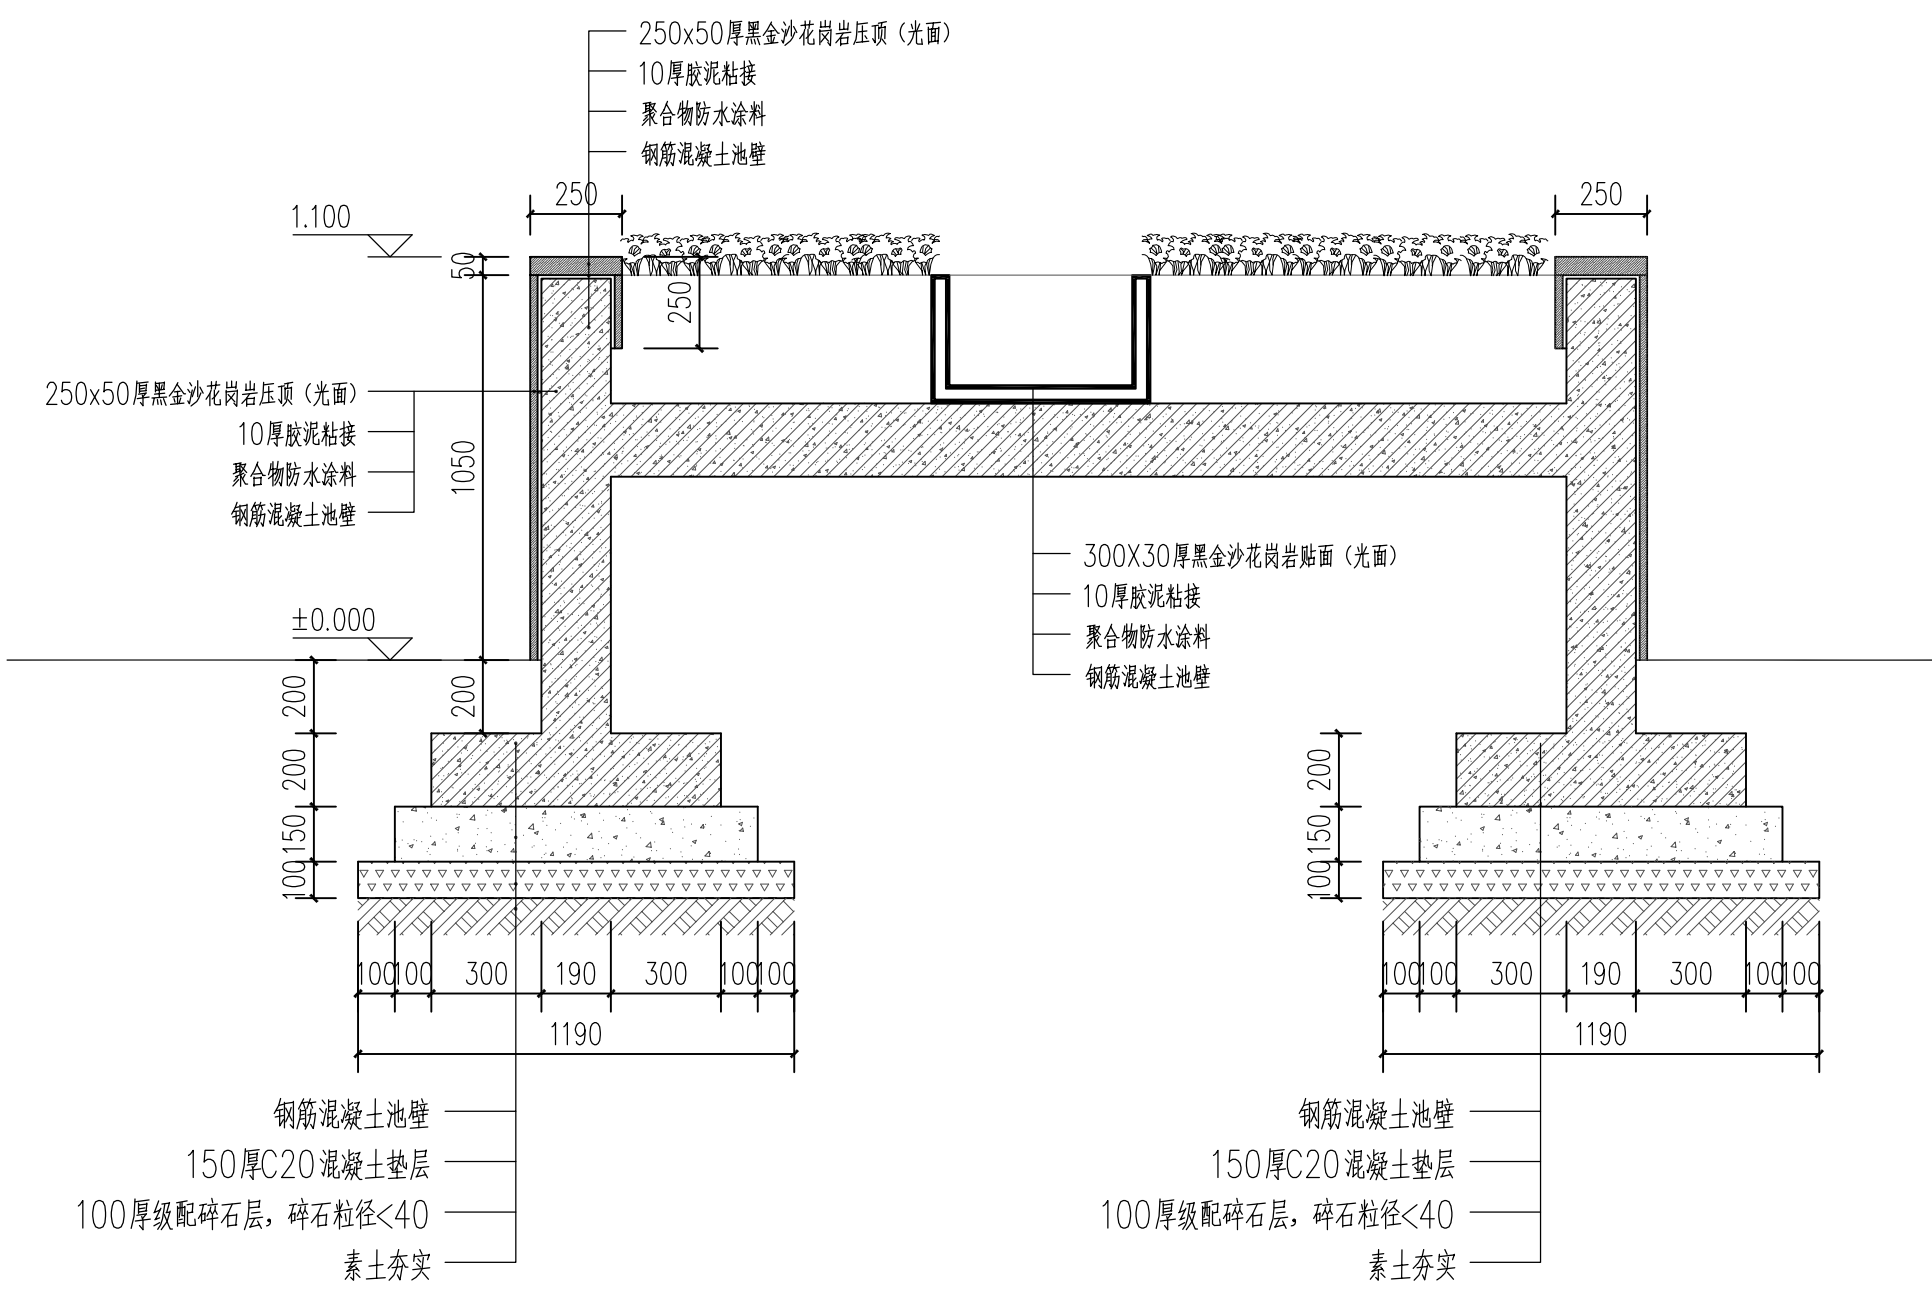 250x50厚黑金沙花岗岩压顶（光面）
10厚胶泥粘接
聚合物防水涂料
钢筋混凝土池壁
250
250
1.100
50
250
250x50厚黑金沙花岗岩压顶（光面）
10厚胶泥粘接
聚合物防水涂料
钢筋混凝土池壁
1050
300X30厚黑金沙花岗岩贴面（光面）
10厚胶泥粘接
聚合物防水涂料
钢筋混凝土池壁
±0.000
200
200
200
150
100
200
150
100
100 100 300 190 300 100 100
1190
100 100 300 190 300 100 100
1190
钢筋混凝土池壁
150厚C20混凝土垫层
100厚级配碎石层，碎石粒径<40
素土夯实
钢筋混凝土池壁
150厚C20混凝土垫层
100厚级配碎石层，碎石粒径<40
素土夯实